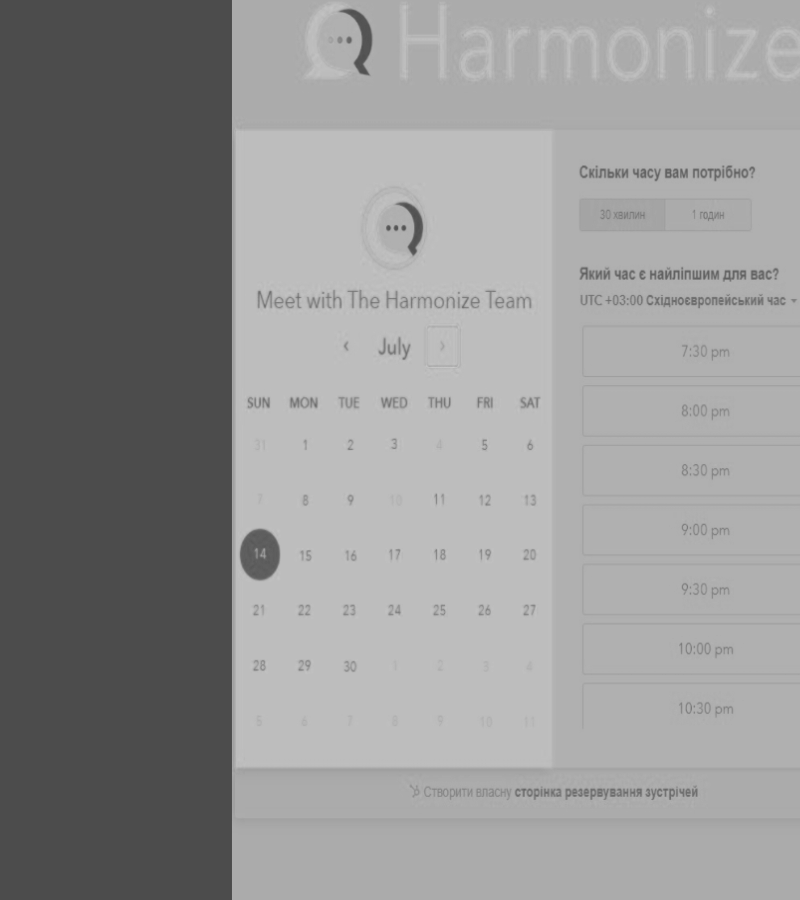 Harmonize
Meet with The Harmonize Team
‹ July ›
SUN MON TUE WED THU FRI SAT
31 1 2 3 4 5 6
7 8 9 10 11 12 13
14 15 16 17 18 19 20
21 22 23 24 25 26 27
28 29 30 1 2 3 4
5 6 7 8 9 10 11
Скільки часу вам потрібно?
30 хвилин 1 годин
Який час є найліпшим для вас?
UTC +03:00 Східноєвропейський час
7:30 pm
8:00 pm
8:30 pm
9:00 pm
9:30 pm
10:00 pm
10:30 pm
Створити власну сторінка резервування зустрічей